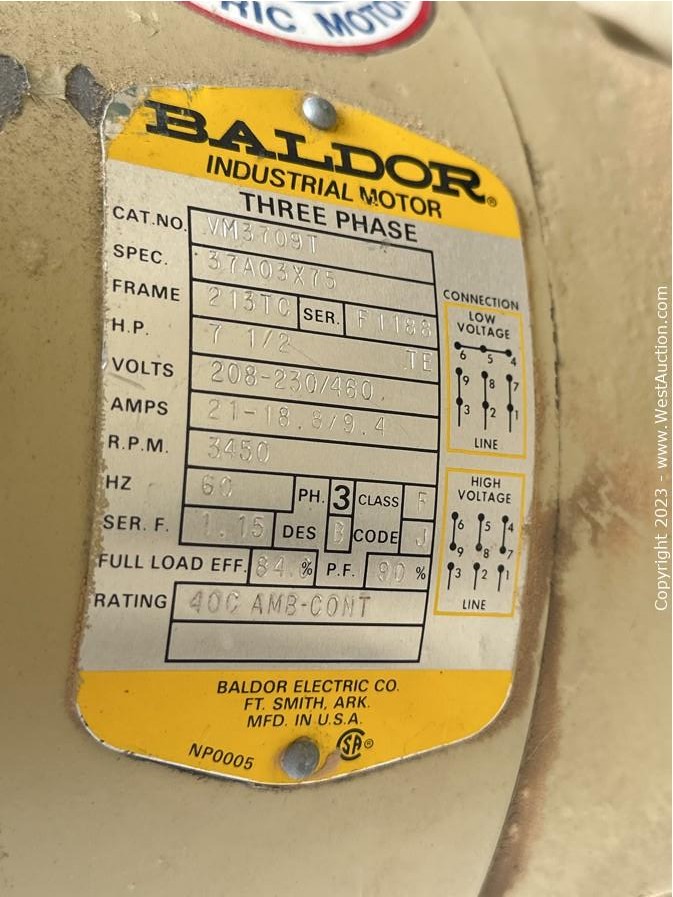 RIC MOTO
BALDOR®
INDUSTRIAL MOTOR
THREE PHASE
CAT.NO. VM3709T
SPEC. 37A03X75
FRAME 213TC SER. F1188
H.P. 7 1/2 TE
VOLTS 208-230/460
AMPS 21-18.8/9.4
R.P.M. 3450
HZ 60 PH. 3 CLASS F
SER. F. 1.15 DES B CODE J
FULL LOAD EFF. % P.F. 90 %
RATING 40C AMB-CONT
CONNECTION
LOW
VOLTAGE
6 5 4
9 8 7
3 2 1
LINE
HIGH
VOLTAGE
6 5 4
9 8 7
3 2 1
LINE
BALDOR ELECTRIC CO.
FT. SMITH, ARK.
MFD. IN U.S.A.
NP0005
SA®
Copyright 2023 - www.WestAuction.com